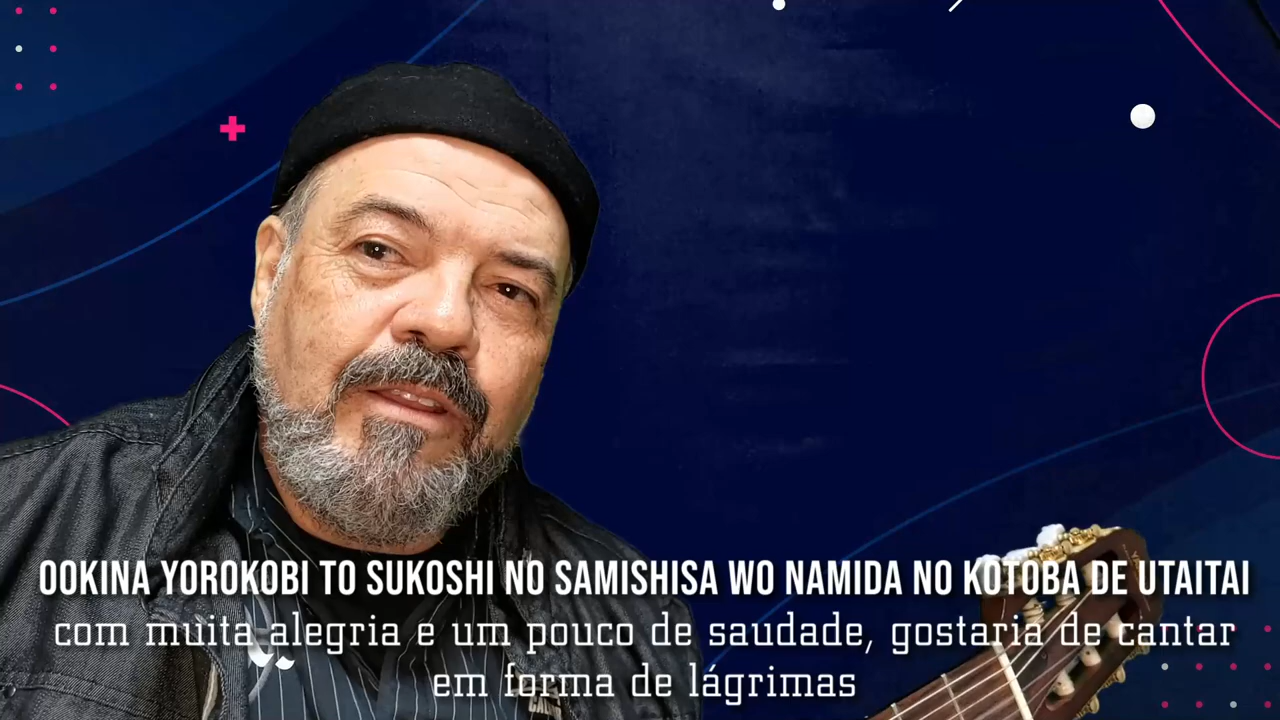 OOKINA YOROKOBI TO SUKOSHI NO SAMISHISA WO NAMIDA NO KOTOBA DE UTAITAI
com muita alegria e um pouco de saudade, gostaria de cantar
em forma de lágrimas